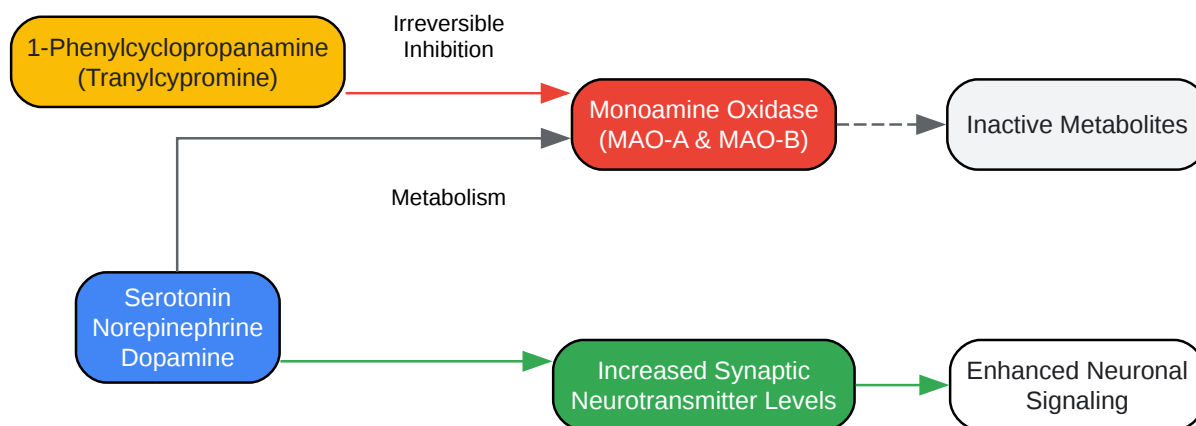 1-Phenylcyclopropanamine
(Tranylcypromine)
Irreversible
Inhibition
Monoamine Oxidase
(MAO-A & MAO-B)
Inactive Metabolites
Metabolism
Serotonin
Norepinephrine
Dopamine
Increased Synaptic
Neurotransmitter Levels
Enhanced Neuronal
Signaling